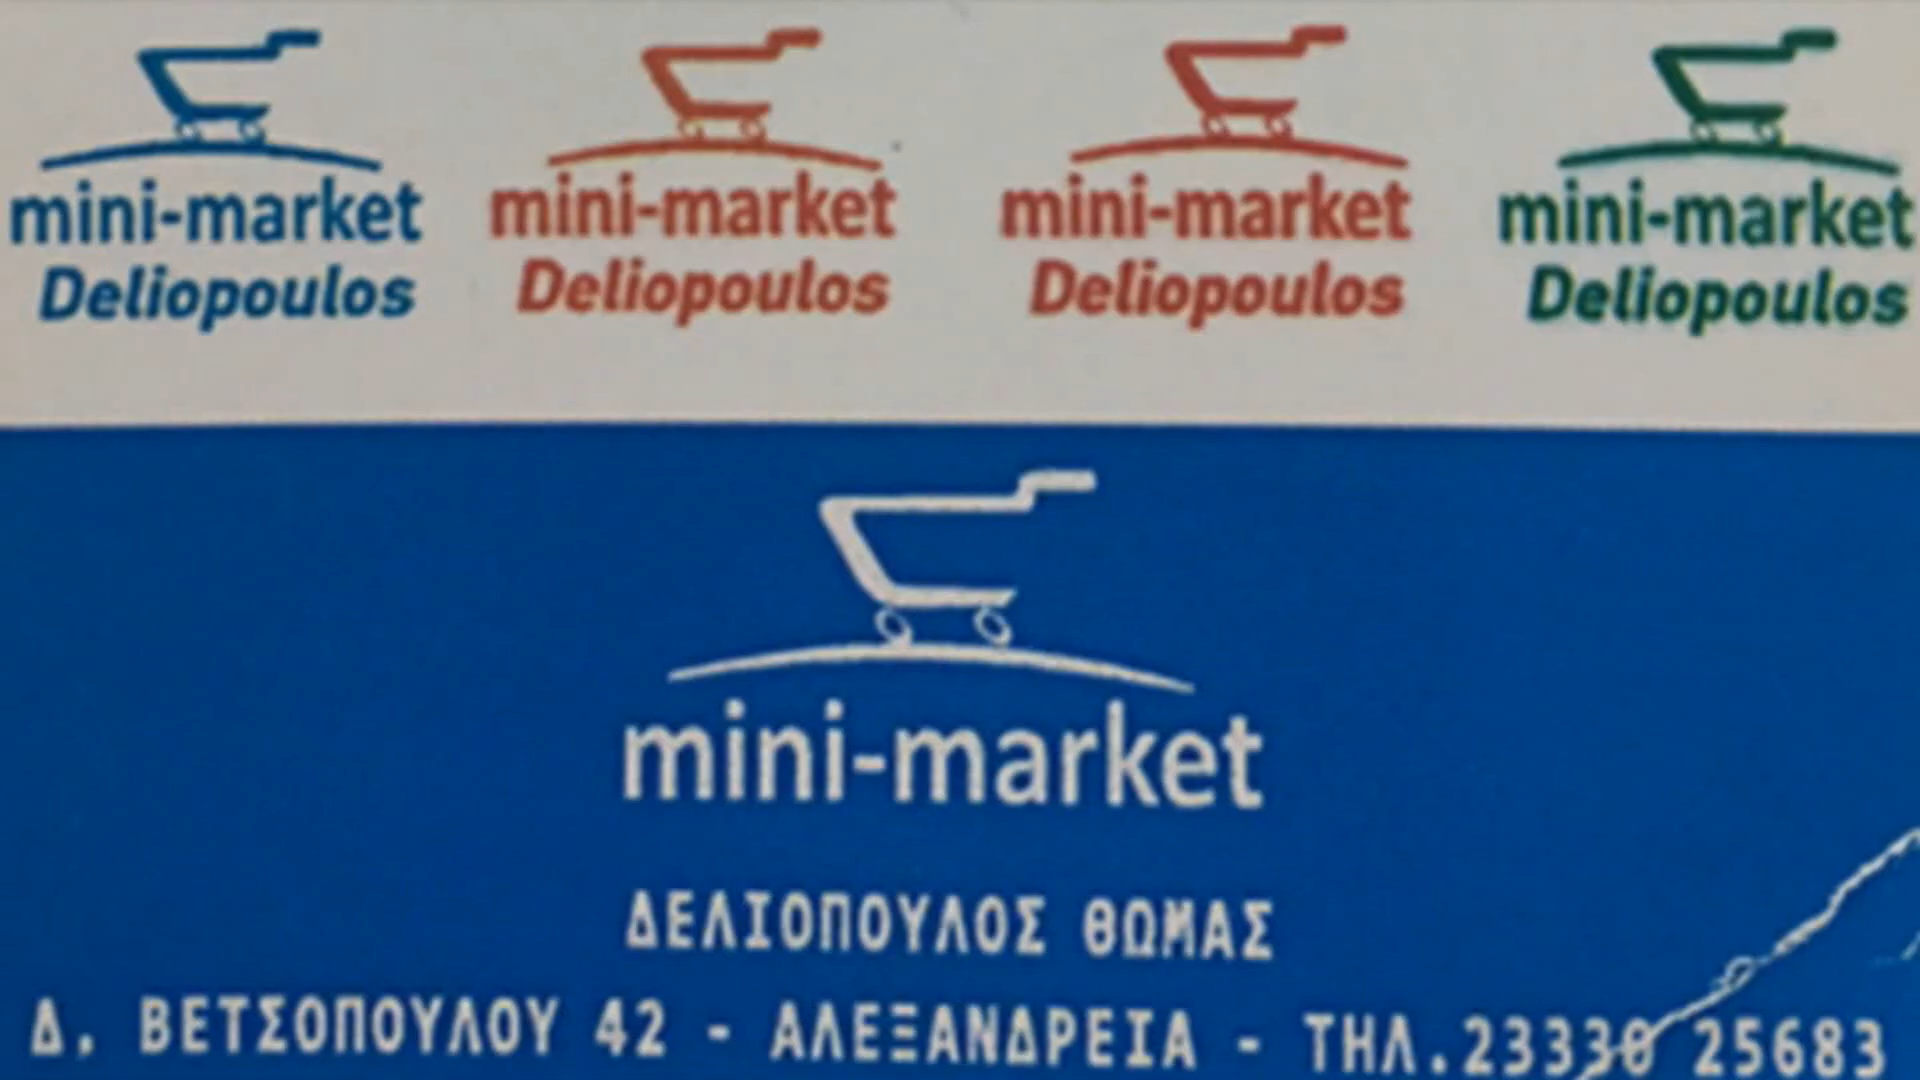 mini-market mini-market mini-market mini-market
Deliopoulos Deliopoulos Deliopoulos Deliopoulos
mini-market
ΔΕΛΙΟΠΟΥΛΟΣ ΘΩΜΑΣ
Δ. ΒΕΤΣΟΠΟΥΛΟΥ 42 - ΑΛΕΞΑΝΔΡΕΙΑ - ΤΗΛ.23330 25683